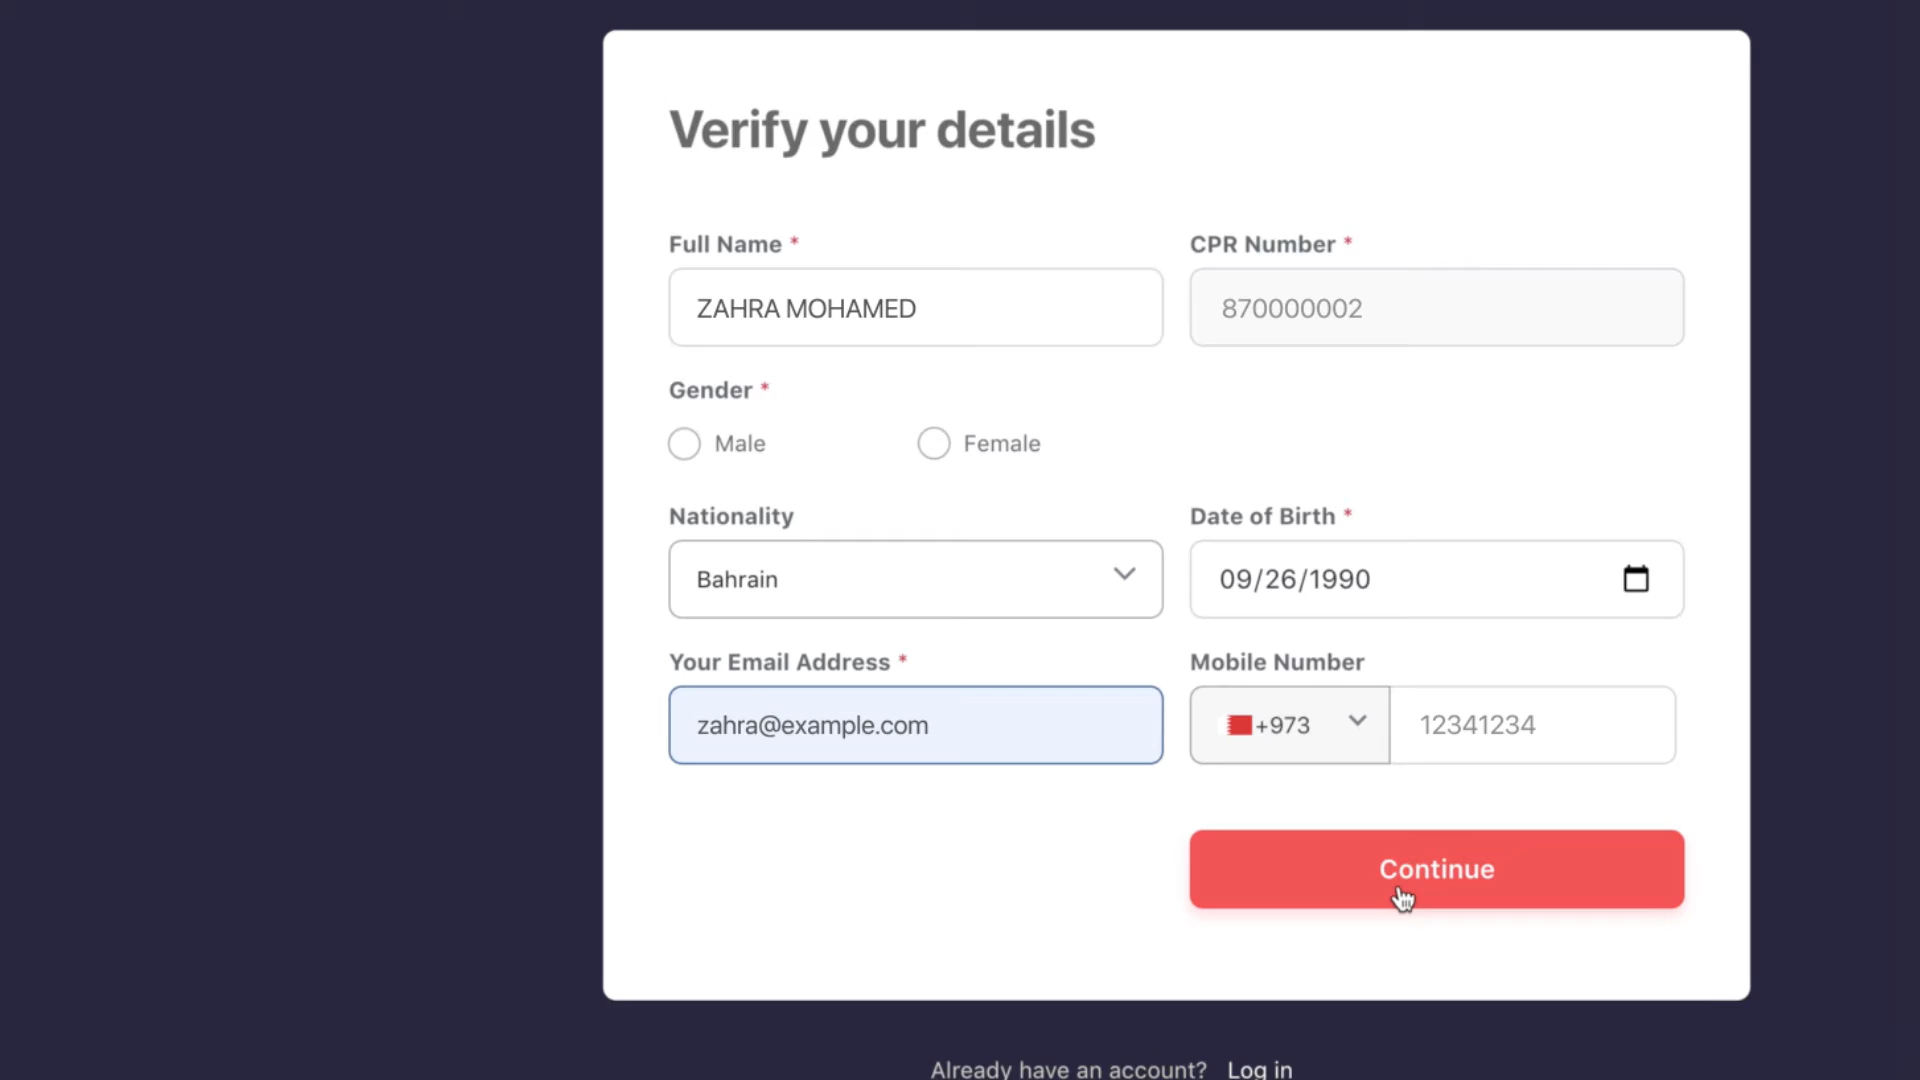 Verify your details
Full Name * CPR Number *
ZAHRA MOHAMED 870000002
Gender *
Male Female
Nationality Date of Birth *
Bahrain 09/26/1990
Your Email Address * Mobile Number
zahra@example.com +973 12341234
Continue
Already have an account? Log in